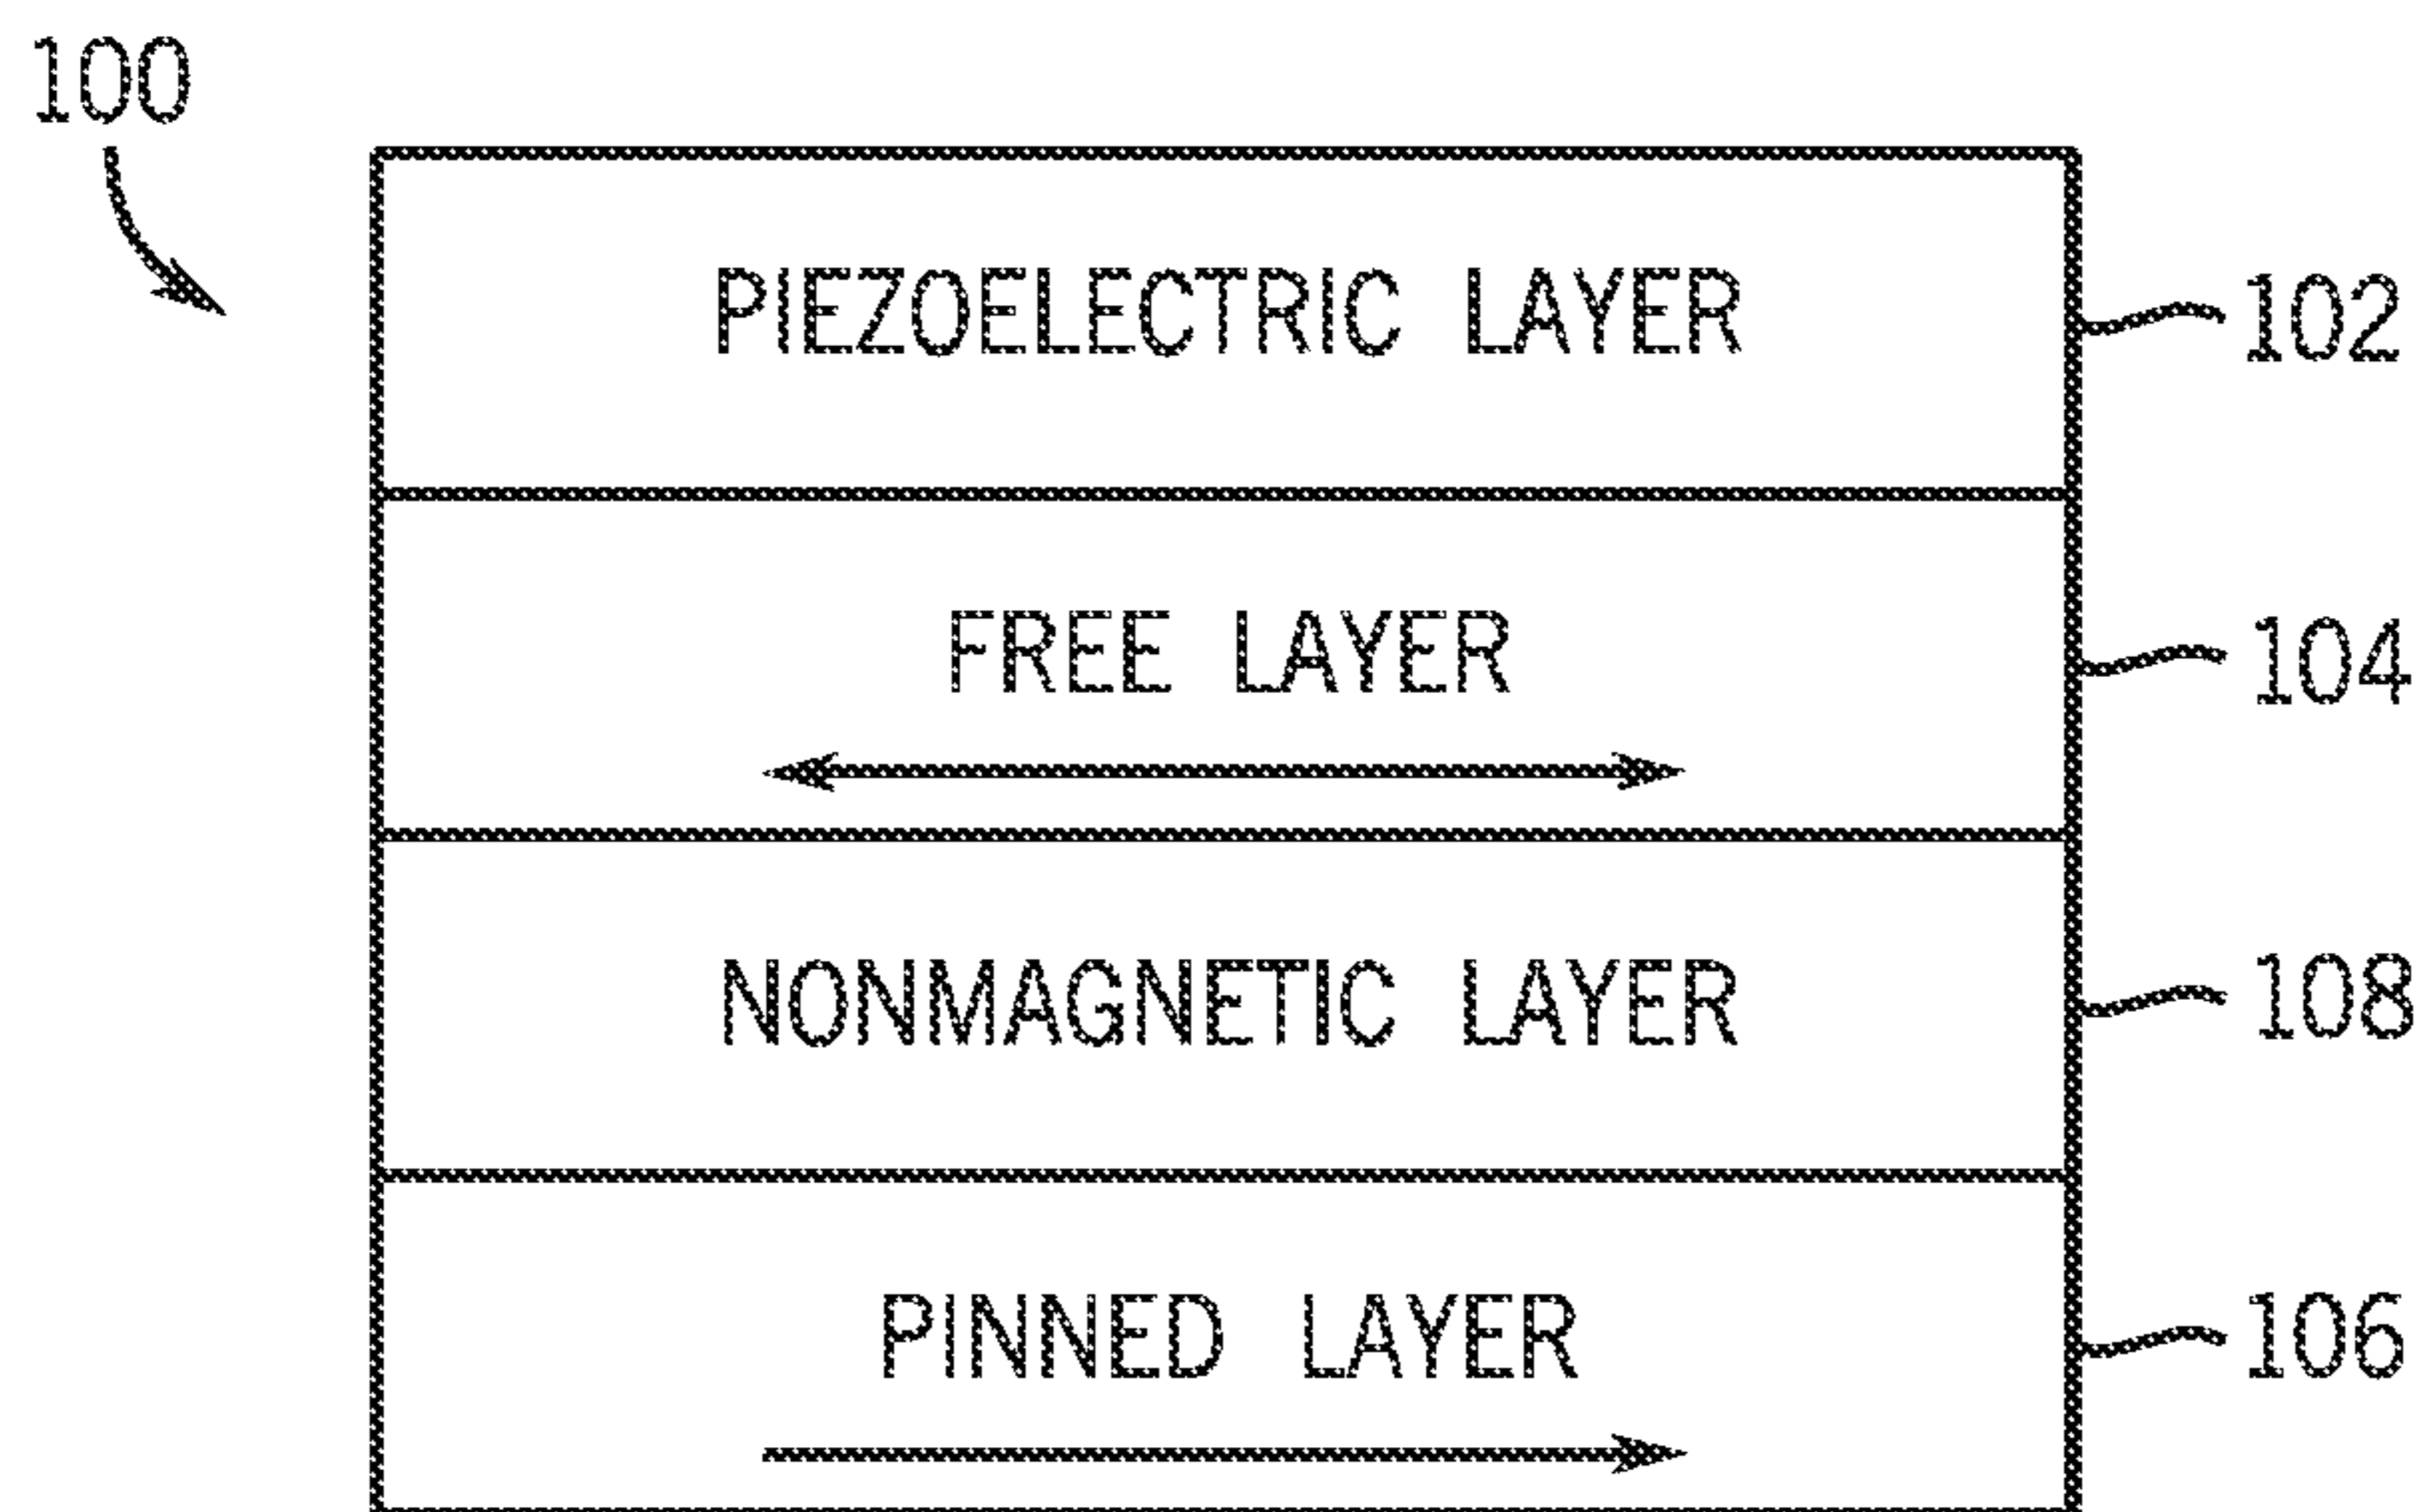 100
PIEZOELECTRIC LAYER
102
FREE LAYER
104
NONMAGNETIC LAYER
108
PINNED LAYER
106